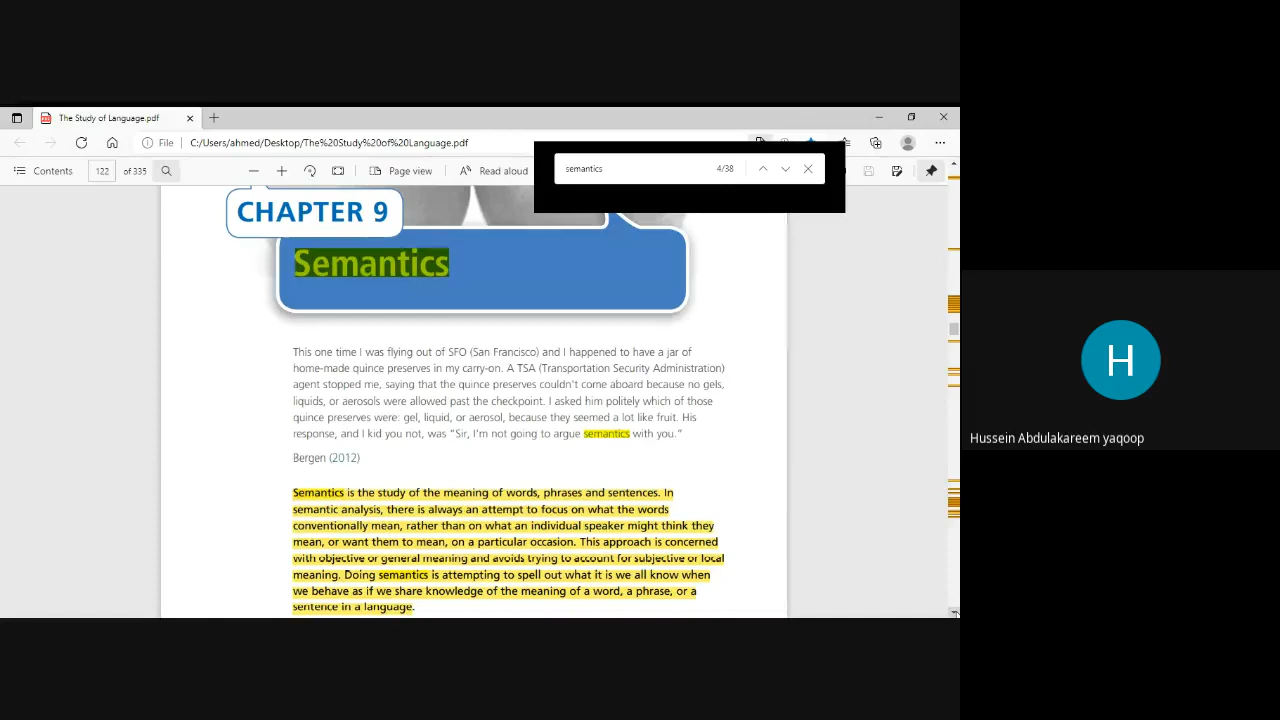 The Study of Language.pdf
File
C:/Users/ahmed/Desktop/The%20Study%20of%20Language.pdf
semantics
4/38
Contents
122
of 335
Page view
Read aloud
CHAPTER 9
Semantics
This one time I was flying out of SFO (San Francisco) and I happened to have a jar of
home-made quince preserves in my carry-on. A TSA (Transportation Security Administration)
agent stopped me, saying that the quince preserves couldn't come aboard because no gels,
liquids, or aerosols were allowed past the checkpoint. I asked him politely which of those
quince preserves were: gel, liquid, or aerosol, because they seemed a lot like fruit. His
response, and I kid you not, was “Sir, I'm not going to argue semantics with you.”
Bergen (2012)
Semantics is the study of the meaning of words, phrases and sentences. In
semantic analysis, there is always an attempt to focus on what the words
conventionally mean, rather than on what an individual speaker might think they
mean, or want them to mean, on a particular occasion. This approach is concerned
with objective or general meaning and avoids trying to account for subjective or local
meaning. Doing semantics is attempting to spell out what it is we all know when
we behave as if we share knowledge of the meaning of a word, a phrase, or a
sentence in a language.
H
Hussein Abdulakareem yaqoop